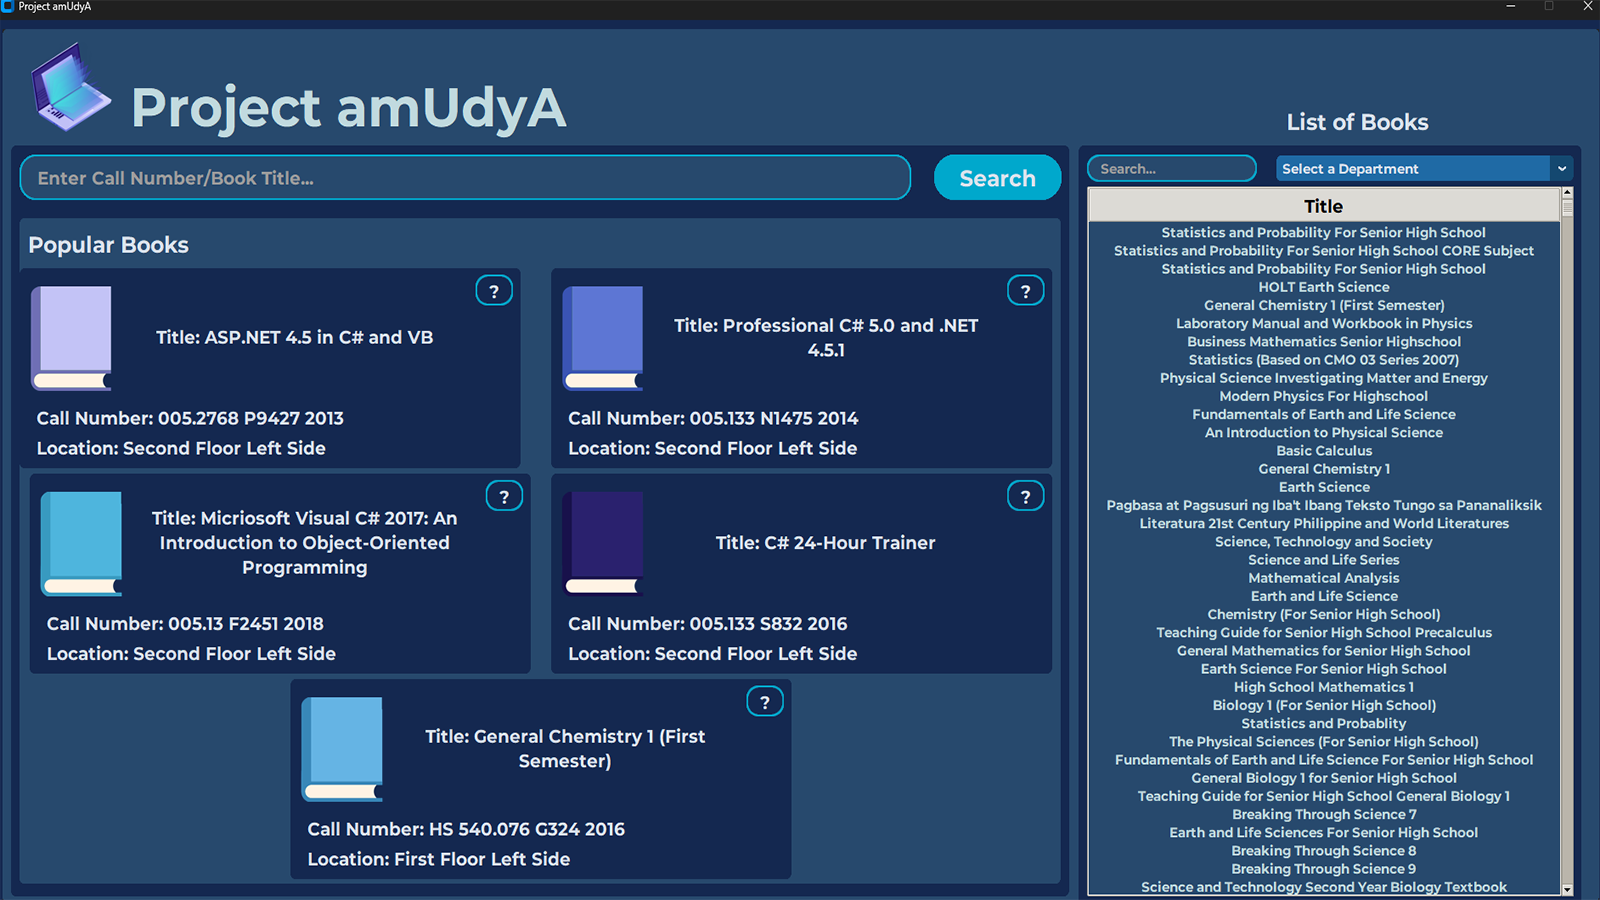 Project amUdyA
Project amUdyA
Enter Call Number/Book Title...
Search
Popular Books
?
Title: ASP.NET 4.5 in C# and VB
Call Number: 005.2768 P9427 2013
Location: Second Floor Left Side
?
Title: Professional C# 5.0 and .NET
4.5.1
Call Number: 005.133 N1475 2014
Location: Second Floor Left Side
?
Title: Micriosoft Visual C# 2017: An
Introduction to Object-Oriented
Programming
Call Number: 005.13 F2451 2018
Location: Second Floor Left Side
?
Title: C# 24-Hour Trainer
Call Number: 005.133 S832 2016
Location: Second Floor Left Side
?
Title: General Chemistry 1 (First
Semester)
Call Number: HS 540.076 G324 2016
Location: First Floor Left Side
List of Books
Search...
Select a Department
Title
Statistics and Probability For Senior High School
Statistics and Probability For Senior High School CORE Subject
Statistics and Probability For Senior High School
HOLT Earth Science
General Chemistry 1 (First Semester)
Laboratory Manual and Workbook in Physics
Business Mathematics Senior Highschool
Statistics (Based on CMO 03 Series 2007)
Physical Science Investigating Matter and Energy
Modern Physics For Highschool
Fundamentals of Earth and Life Science
An Introduction to Physical Science
Basic Calculus
General Chemistry 1
Earth Science
Pagbasa at Pagsusuri ng Iba't Ibang Teksto Tungo sa Pananaliksik
Literatura 21st Century Philippine and World Literatures
Science, Technology and Society
Science and Life Series
Mathematical Analysis
Earth and Life Science
Chemistry (For Senior High School)
Teaching Guide for Senior High School Precalculus
General Mathematics for Senior High School
Earth Science For Senior High School
High School Mathematics 1
Biology 1 (For Senior High School)
Statistics and Probablity
The Physical Sciences (For Senior High School)
Fundamentals of Earth and Life Science For Senior High School
General Biology 1 for Senior High School
Teaching Guide for Senior High School General Biology 1
Breaking Through Science 7
Earth and Life Sciences For Senior High School
Breaking Through Science 8
Breaking Through Science 9
Science and Technology Second Year Biology Textbook